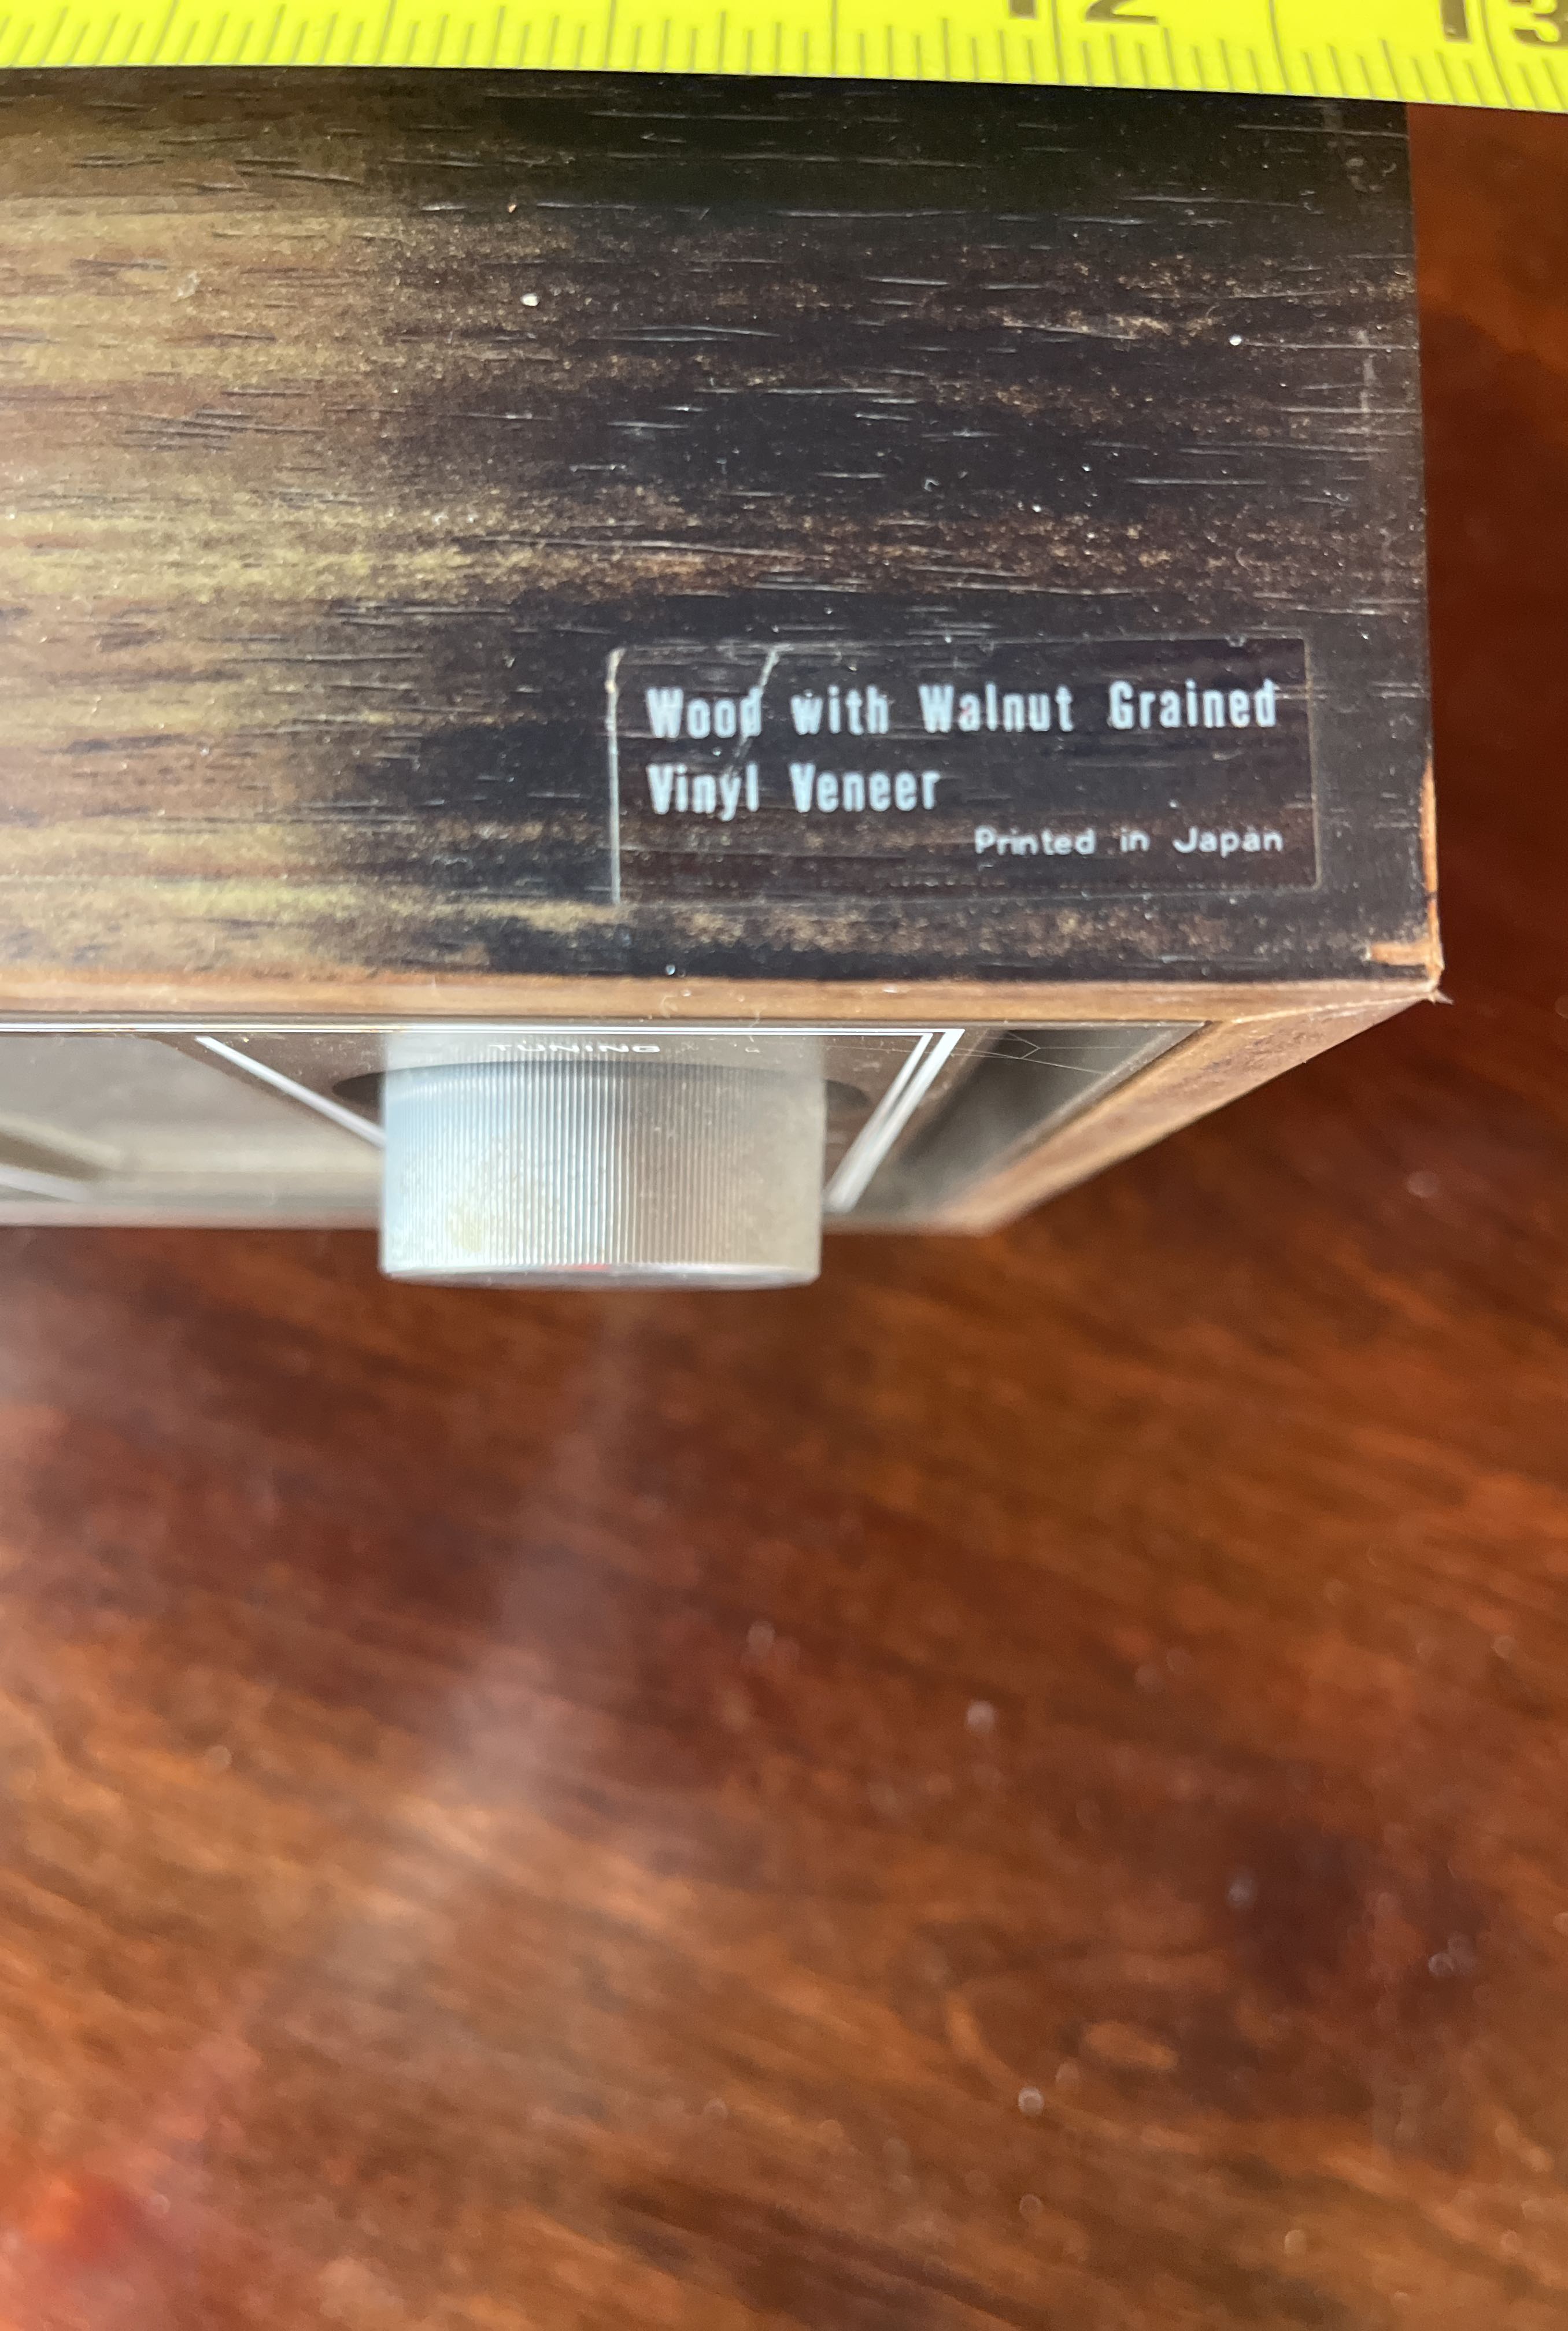 12 13
Wood with Walnut Grained
Vinyl Veneer
Printed in Japan
TUNING